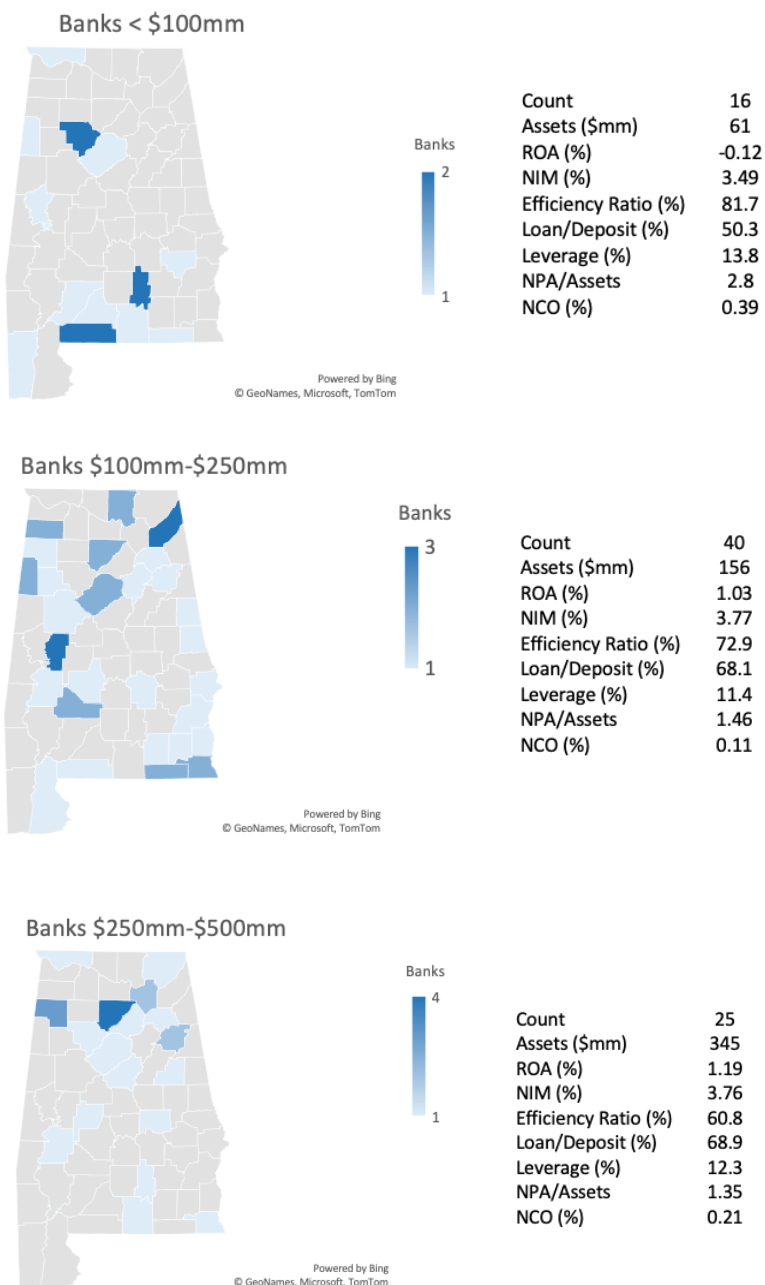 Banks < $100mm
Banks
2
1
Count 16
Assets ($mm) 61
ROA (%) -0.12
NIM (%) 3.49
Efficiency Ratio (%) 81.7
Loan/Deposit (%) 50.3
Leverage (%) 13.8
NPA/Assets 2.8
NCO (%) 0.39
Powered by Bing
© GeoNames, Microsoft, TomTom
Banks $100mm-$250mm
Banks
3
1
Count 40
Assets ($mm) 156
ROA (%) 1.03
NIM (%) 3.77
Efficiency Ratio (%) 72.9
Loan/Deposit (%) 68.1
Leverage (%) 11.4
NPA/Assets 1.46
NCO (%) 0.11
Powered by Bing
© GeoNames, Microsoft, TomTom
Banks $250mm-$500mm
Banks
4
1
Count 25
Assets ($mm) 345
ROA (%) 1.19
NIM (%) 3.76
Efficiency Ratio (%) 60.8
Loan/Deposit (%) 68.9
Leverage (%) 12.3
NPA/Assets 1.35
NCO (%) 0.21
Powered by Bing
© GeoNames, Microsoft, TomTom